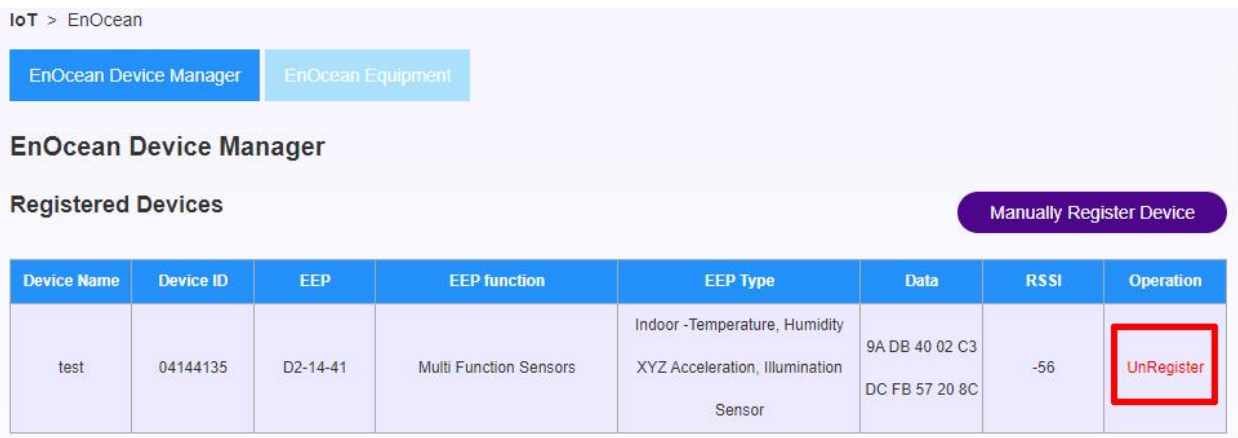 IoT > EnOcean
EnOcean Device Manager EnOcean Equipment
EnOcean Device Manager
Registered Devices
Manually Register Device
Device Name Device ID EEP EEP function EEP Type Data RSSI Operation
test 04144135 D2-14-41 Multi Function Sensors
Indoor -Temperature, Humidity
XYZ Acceleration, Illumination
Sensor
9A DB 40 02 C3
DC FB 57 20 8C
-56
UnRegister